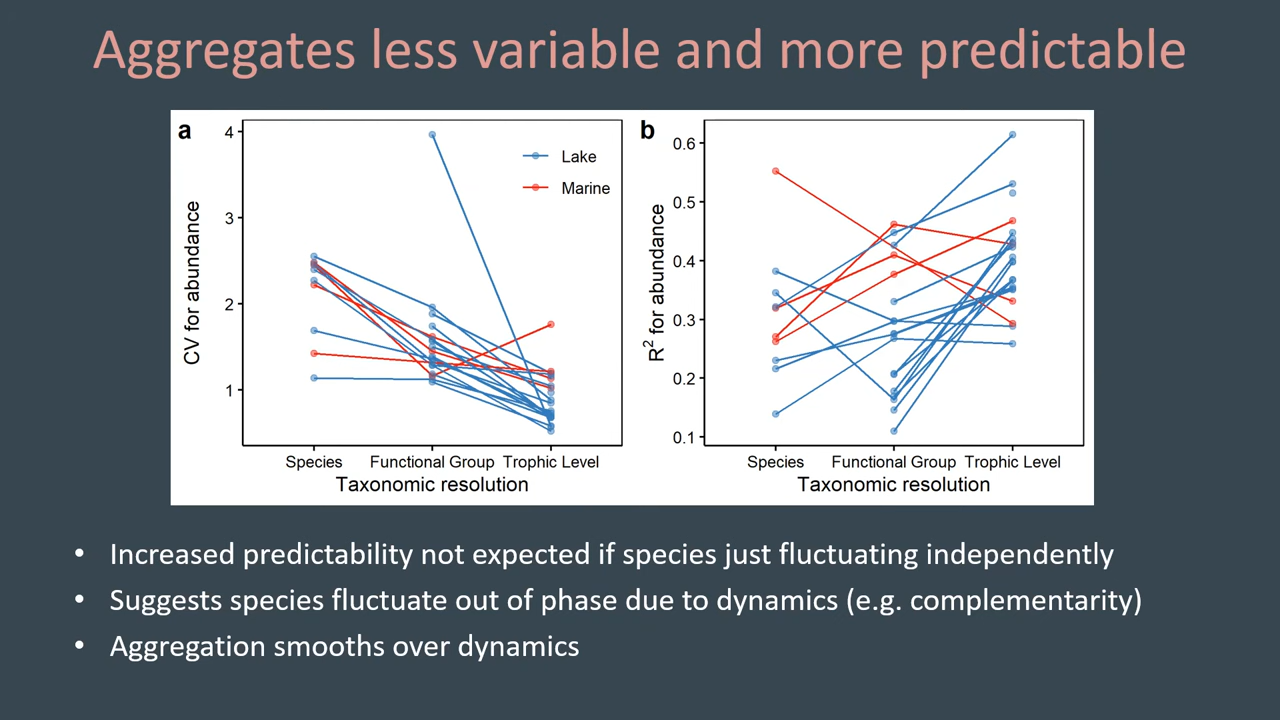 Aggregates less variable and more predictable
a
4
3
2
1
CV for abundance
Lake
Marine
Species Functional Group Trophic Level
Taxonomic resolution
b
0.6
0.5
0.4
0.3
0.2
0.1
R² for abundance
Species Functional Group Trophic Level
Taxonomic resolution
• Increased predictability not expected if species just fluctuating independently
• Suggests species fluctuate out of phase due to dynamics (e.g. complementarity)
• Aggregation smooths over dynamics